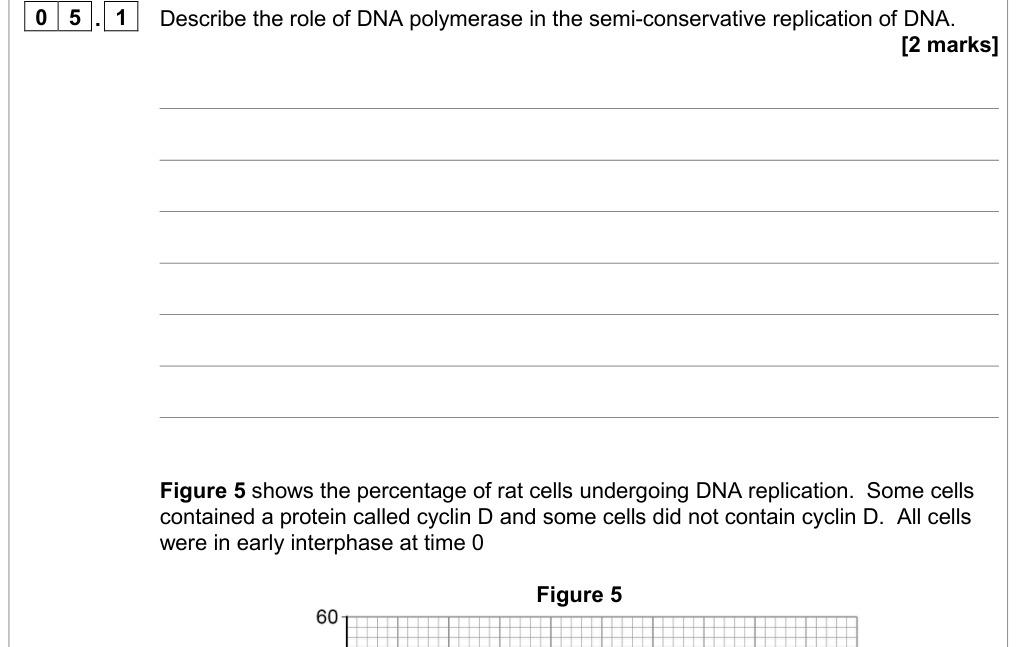 0 5 . 1 Describe the role of DNA polymerase in the semi-conservative replication of DNA.
[2 marks]
Figure 5 shows the percentage of rat cells undergoing DNA replication. Some cells
contained a protein called cyclin D and some cells did not contain cyclin D. All cells
were in early interphase at time 0
Figure 5
60